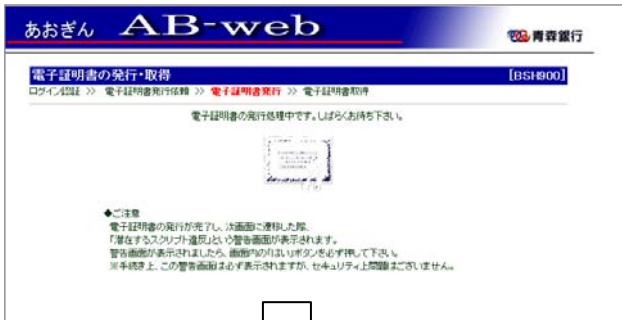 あおぎん AB-web
青森銀行
電子証明書の発行・取得 [BSH900]
ログイン認証 >> 電子証明書発行依頼 >> 電子証明書発行 >> 電子証明書取得
電子証明書の発行処理中です。しばらくお待ち下さい。
◆ご注意
電子証明書の発行が完了し、次画面に遷移した際、
「潜在するスクリプト違反」という警告画面が表示されます。
警告画面が表示されましたら、画面内の「はい」ボタンを必ず押して下さい。
※手続き上、この警告画面は必ず表示されますが、セキュリティ上問題はございません。